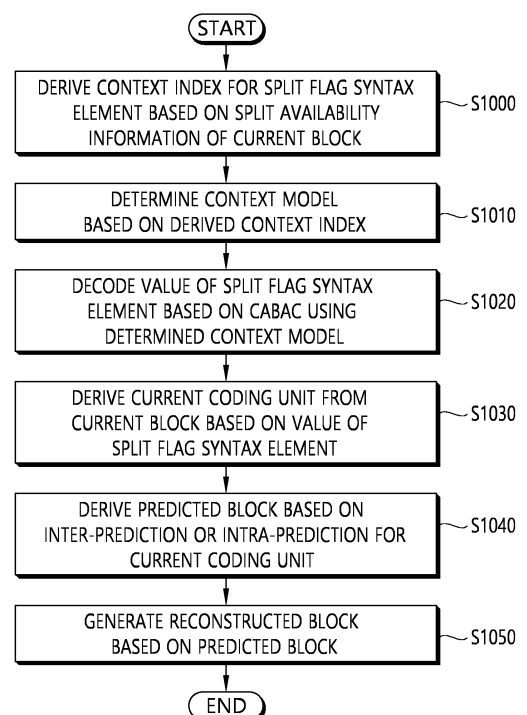 START
DERIVE CONTEXT INDEX FOR SPLIT FLAG SYNTAX
ELEMENT BASED ON SPLIT AVAILABILITY
INFORMATION OF CURRENT BLOCK
S1000
DETERMINE CONTEXT MODEL
BASED ON DERIVED CONTEXT INDEX
S1010
DECODE VALUE OF SPLIT FLAG SYNTAX
ELEMENT BASED ON CABAC USING
DETERMINED CONTEXT MODEL
S1020
DERIVE CURRENT CODING UNIT FROM
CURRENT BLOCK BASED ON VALUE OF
SPLIT FLAG SYNTAX ELEMENT
S1030
DERIVE PREDICTED BLOCK BASED ON
INTER-PREDICTION OR INTRA-PREDICTION FOR
CURRENT CODING UNIT
S1040
GENERATE RECONSTRUCTED BLOCK
BASED ON PREDICTED BLOCK
S1050
END